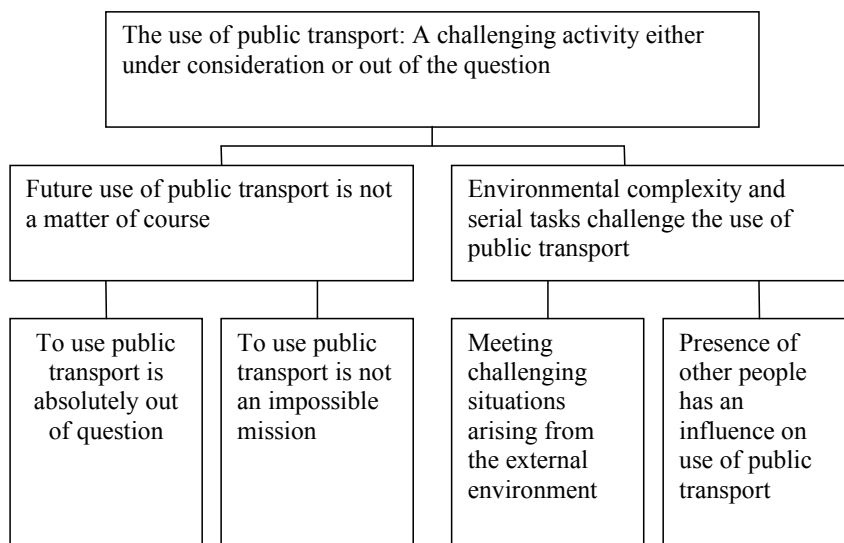 The use of public transport: A challenging activity either
under consideration or out of the question
Future use of public transport is not
a matter of course
Environmental complexity and
serial tasks challenge the use of
public transport
To use public
transport is
absolutely out
of question
To use public
transport is not
an impossible
mission
Meeting
challenging
situations
arising from
the external
environment
Presence of
other people
has an
influence on
use of public
transport